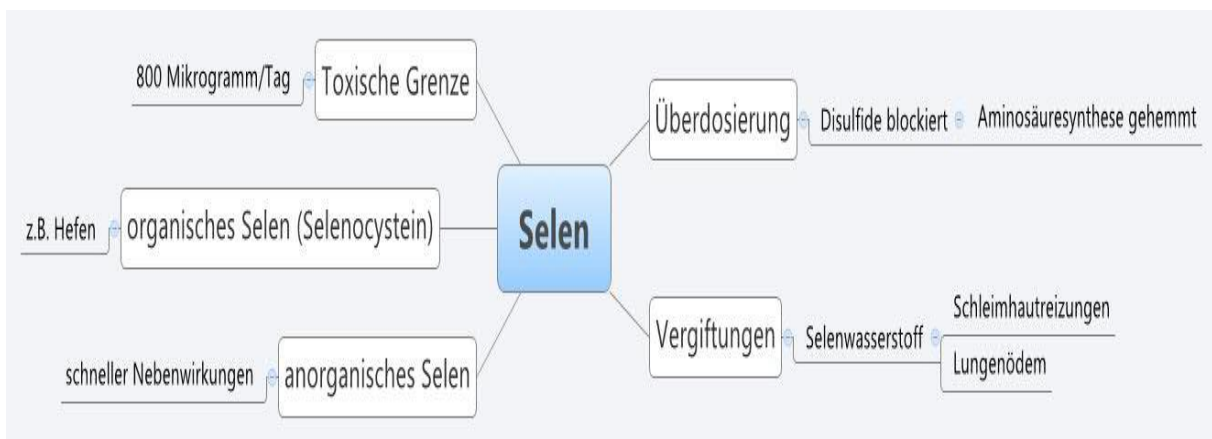 Selen
Toxische Grenze
800 Mikrogramm/Tag
organisches Selen (Selenocystein)
z.B. Hefen
anorganisches Selen
schneller Nebenwirkungen
Überdosierung
Disulfide blockiert
Aminosäuresynthese gehemmt
Vergiftungen
Selenwasserstoff
Schleimhautreizungen
Lungenödem